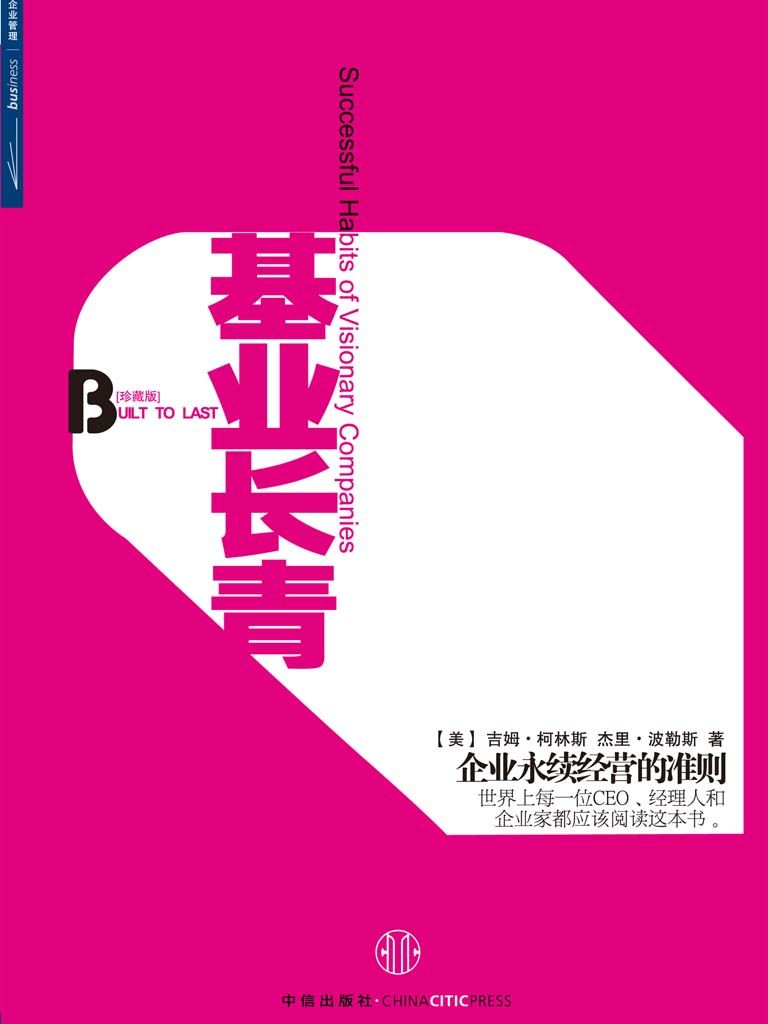 企业管理 | business
Successful Habits of Visionary Companies
基业长青
[珍藏版]
BUILT TO LAST
【美】吉姆·柯林斯 杰里·波勒斯 著
企业永续经营的准则
世界上每一位CEO、经理人和
企业家都应该阅读这本书。
中信出版社·CHINACITICPRESS